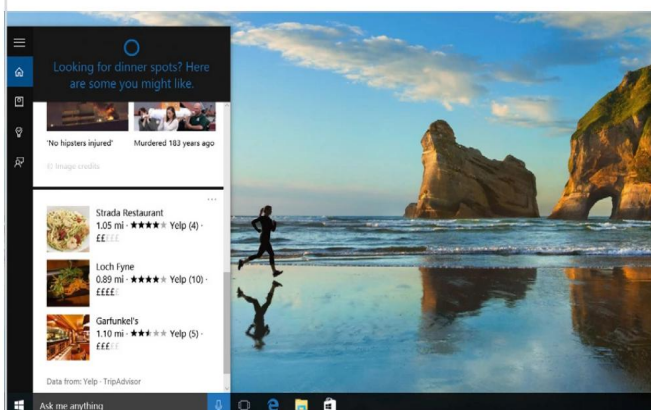 Looking for dinner spots? Here
are some you might like.
'No hipsters injured'
Murdered 183 years ago
© Image credits
Strada Restaurant
1.05 mi · ★★★★★ Yelp (4) ·
£££££
Loch Fyne
0.89 mi · ★★★★★ Yelp (10) ·
£££££
Garfunkel's
1.10 mi · ★★★★★ Yelp (5) ·
£££££
Data from: Yelp · TripAdvisor
Ask me anything